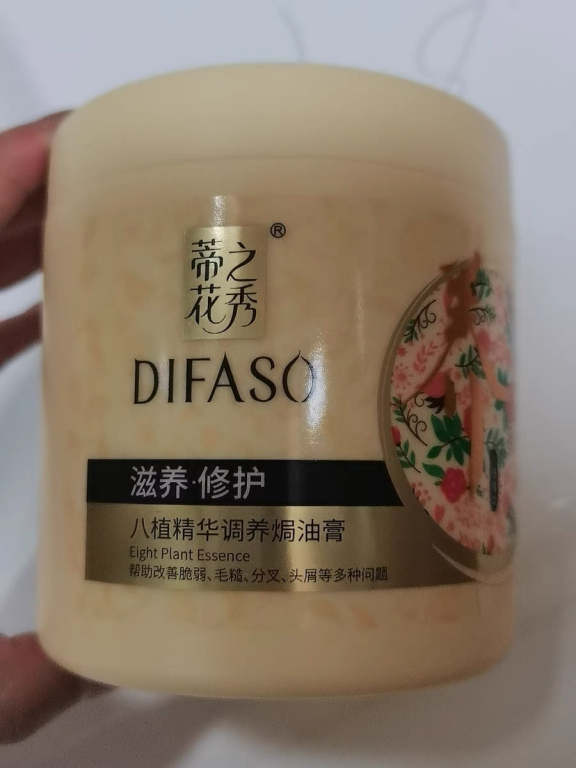 蒂花之秀®
DIFASO
滋养·修护
八植精华调养焗油膏
Eight Plant Essence
帮助改善脆弱、毛糙、分叉、头屑等多种问题